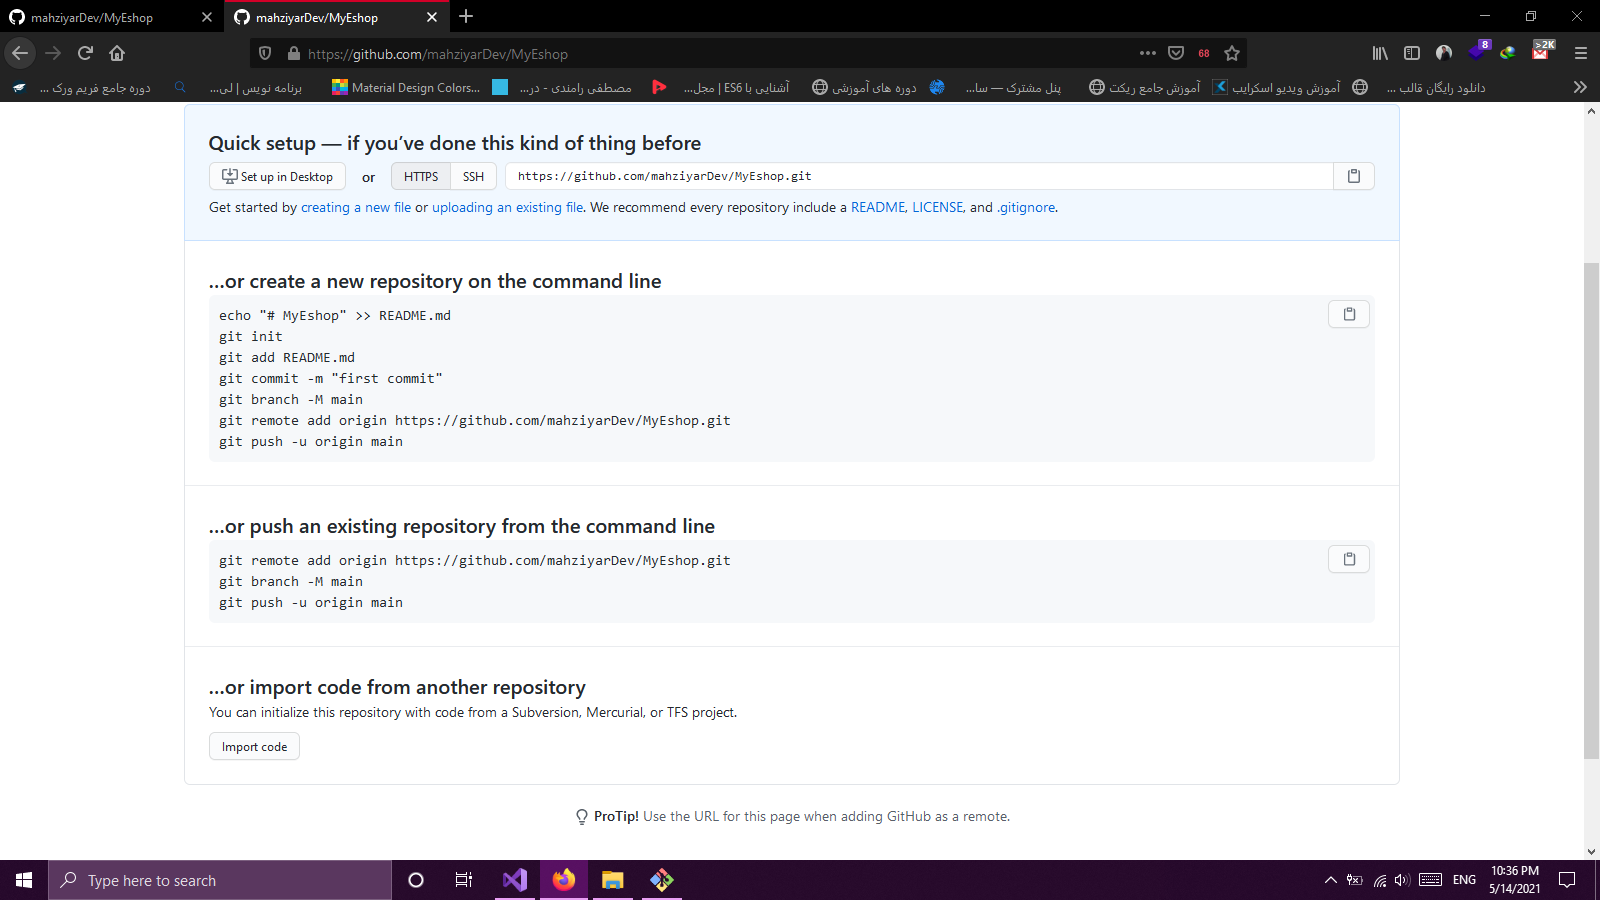 mahziyarDev/MyEshop
mahziyarDev/MyEshop
https://github.com/mahziyarDev/MyEshop
68
8
>2K
دوره جامع فریم ورک ...
برنامه نویس | لی...
Material Design Colors...
مصطفی رامندی - در...
آشنایی با ES6 | مجل...
دوره های آموزشی
پنل مشترک — سا...
آموزش جامع ریکت
آموزش ویدیو اسکرایب
دانلود رایگان قالب ...
Quick setup — if you’ve done this kind of thing before
Set up in Desktop or HTTPS SSH https://github.com/mahziyarDev/MyEshop.git
Get started by creating a new file or uploading an existing file. We recommend every repository include a README, LICENSE, and .gitignore.
…or create a new repository on the command line
echo "# MyEshop" >> README.md
git init
git add README.md
git commit -m "first commit"
git branch -M main
git remote add origin https://github.com/mahziyarDev/MyEshop.git
git push -u origin main
…or push an existing repository from the command line
git remote add origin https://github.com/mahziyarDev/MyEshop.git
git branch -M main
git push -u origin main
…or import code from another repository
You can initialize this repository with code from a Subversion, Mercurial, or TFS project.
Import code
ProTip! Use the URL for this page when adding GitHub as a remote.
Type here to search
ENG
10:36 PM
5/14/2021